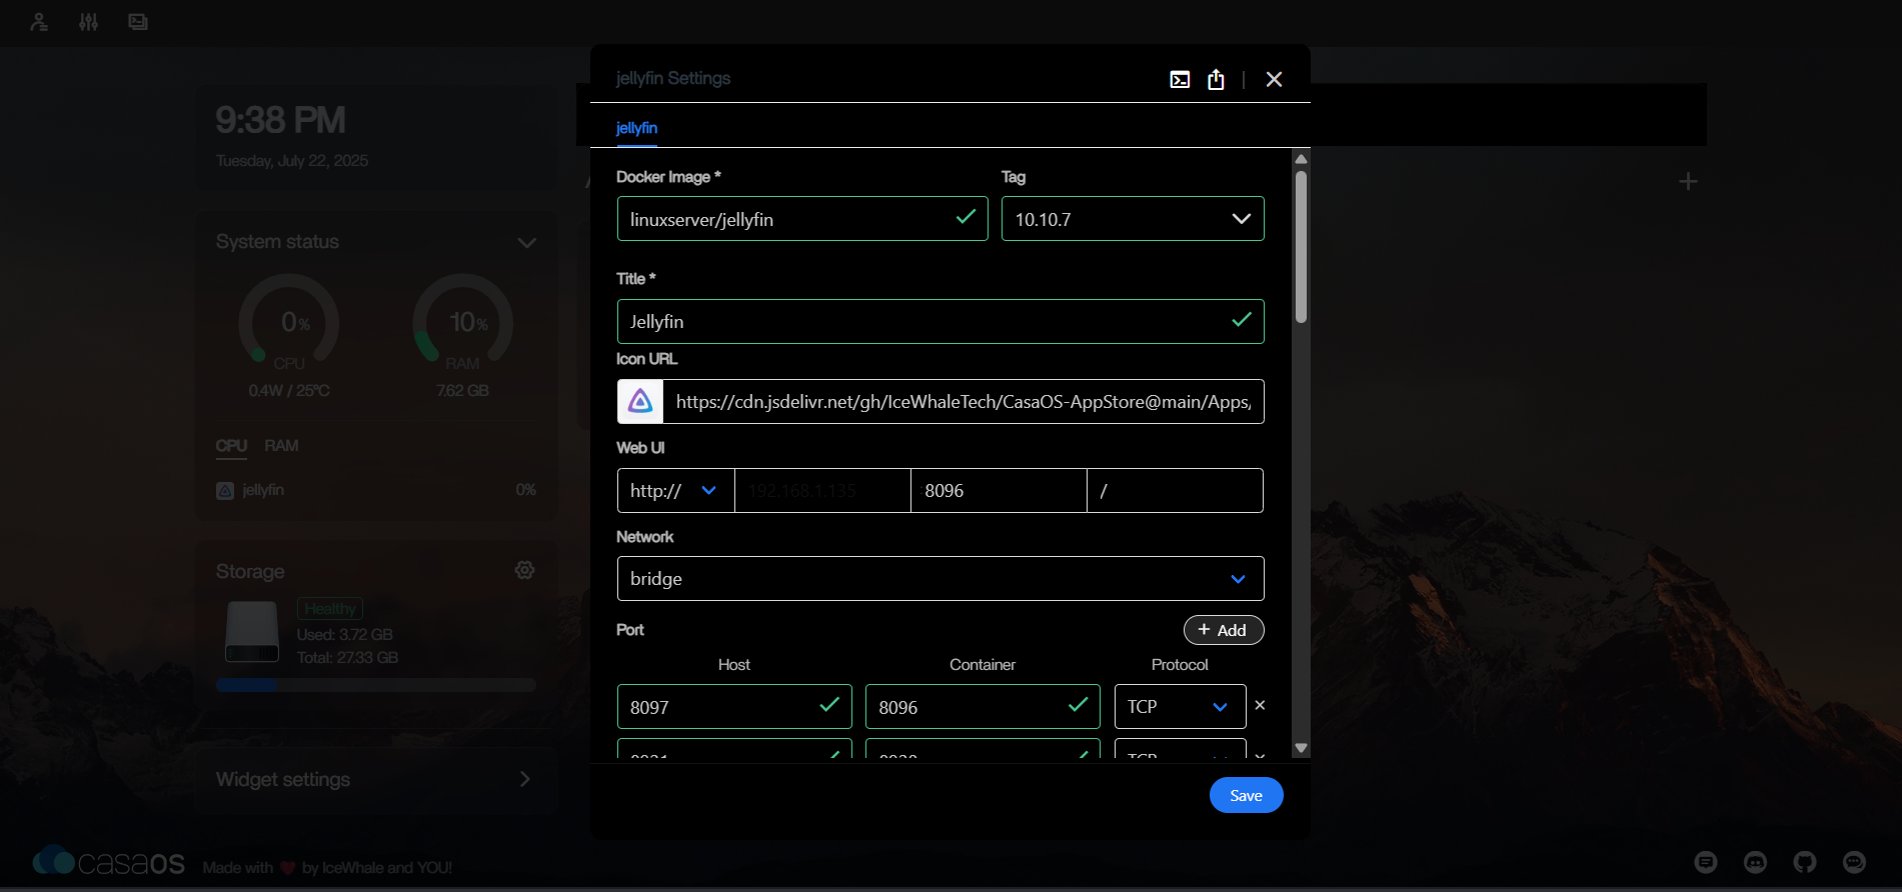 jellyfin Settings
jellyfin
9:38 PM
Tuesday, July 22, 2025
System status
0%
CPU
0.4W / 25°C
10%
RAM
7.62 GB
CPU RAM
jellyfin 0%
Storage
Healthy
Used: 3.72 GB
Total: 27.33 GB
Widget settings
Docker Image *
Tag
linuxserver/jellyfin
10.10.7
Title *
Jellyfin
Icon URL
https://cdn.jsdelivr.net/gh/IceWhaleTech/CasaOS-AppStore@main/Apps/
Web UI
http:// 192.168.1.135 :8096 /
Network
bridge
Port
+ Add
Host Container Protocol
8097 8096 TCP
TCP
Save
casaOS Made with ❤ by IceWhale and YOU!